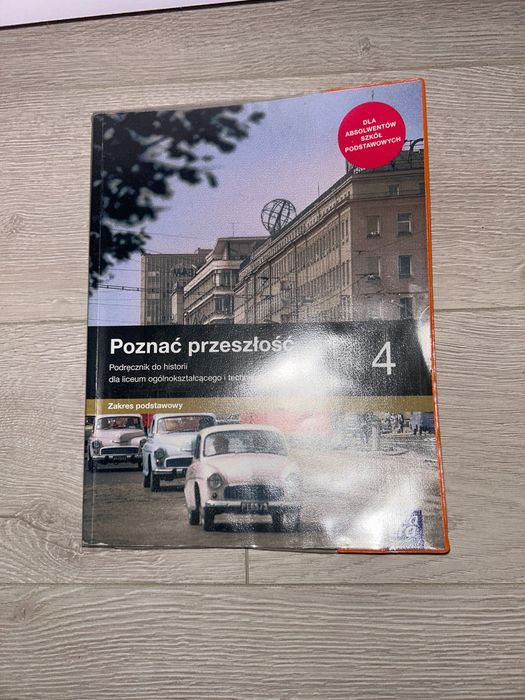 DLA
ABSOLWENTÓW
SZKÓŁ
PODSTAWOWYCH
Poznać przeszłość
4
Podręcznik do historii
dla liceum ogólnokształcącego i
Zakres podstawowy